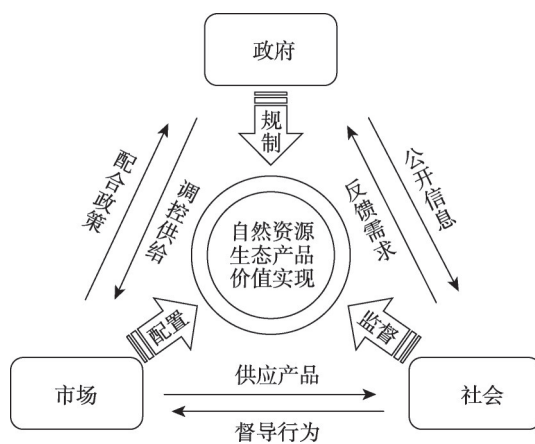 政府
规制
配合政策
调控供给
反馈需求
公开信息
自然资源
生态产品
价值实现
配置
监督
市场
供应产品
督导行为
社会